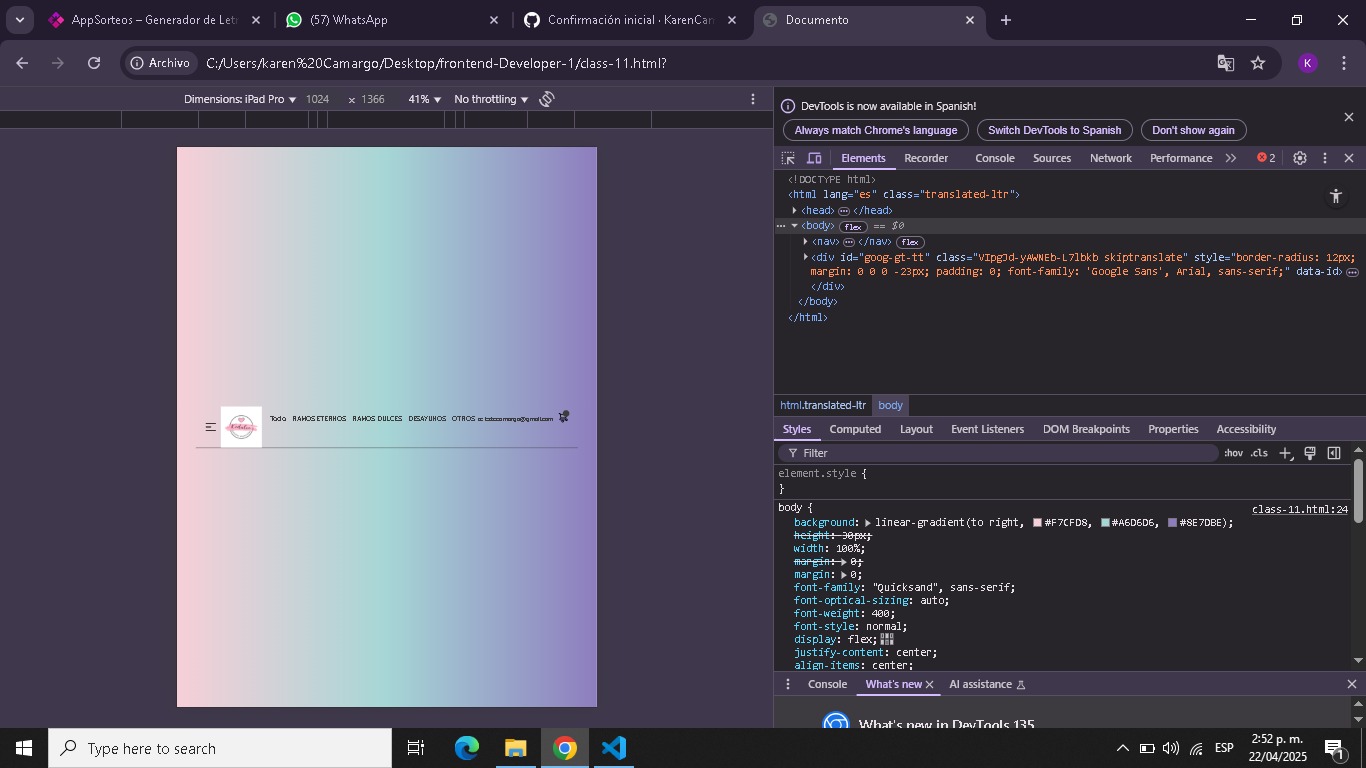 AppSorteos – Generador de Let
(57) WhatsApp
Confirmación inicial · KarenCan
Documento
Archivo
C:/Users/karen%20Camargo/Desktop/frontend-Developer-1/class-11.html?
K
Dimensions: iPad Pro
1024
×
1366
41%
No throttling
DevTools is now available in Spanish!
Always match Chrome's language
Switch DevTools to Spanish
Don't show again
Elements
Recorder
Console
Sources
Network
Performance
2
<!DOCTYPE html>
<html lang="es" class="translated-ltr">
<head> </head>
<body> flex == $0
<nav> </nav> flex
<div id="goog-gt-tt" class="VIpgJd-yAWNEb-L7lbkb skiptranslate" style="border-radius: 12px;
margin: 0 0 0 -23px; padding: 0; font-family: 'Google Sans', Arial, sans-serif;" data-id>
</div>
</body>
</html>
Todo RAMOS ETERNOS RAMOS DULCES DESAYUNOS OTROS
html.translated-ltr
body
Styles
Computed
Layout
Event Listeners
DOM Breakpoints
Properties
Accessibility
Filter
:hov
.cls
element.style {
}
body {
class-11.html:24
background: linear-gradient(to right, #F7CFD8, #A6D6D6, #8E7DBE);
height: 30px;
width: 100%;
margin: 0;
margin: 0;
font-family: "Quicksand", sans-serif;
font-optical-sizing: auto;
font-weight: 400;
font-style: normal;
display: flex;
justify-content: center;
align-items: center;
Console
What's new
AI assistance
What's new in DevTools 135
Type here to search
ESP
2:52 p. m.
22/04/2025
1